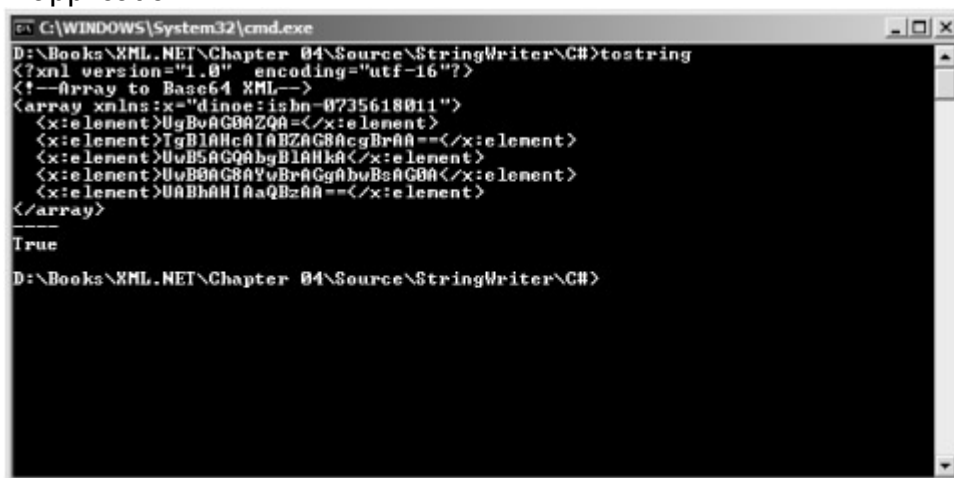 C:\WINDOWS\System32\cmd.exe
D:\Books\XML.NET\Chapter 04\Source\StringWriter\C#>tostring
<?xml version="1.0" encoding="utf-16"?>
<!--Array to Base64 XML-->
<array xmlns:x="dinoe:isbn-0735618011">
<x:element>UgBvAG0AZQA=</x:element>
<x:element>TgBlAHcAIABZAG8AcgBrAA==</x:element>
<x:element>UwB5AGQAbgBlAHkA</x:element>
<x:element>UwB0AG8AYwBrAGgAbwBsAG0A</x:element>
<x:element>UABhAHIAaQBzAA==</x:element>
</array>
----
True
D:\Books\XML.NET\Chapter 04\Source\StringWriter\C#>